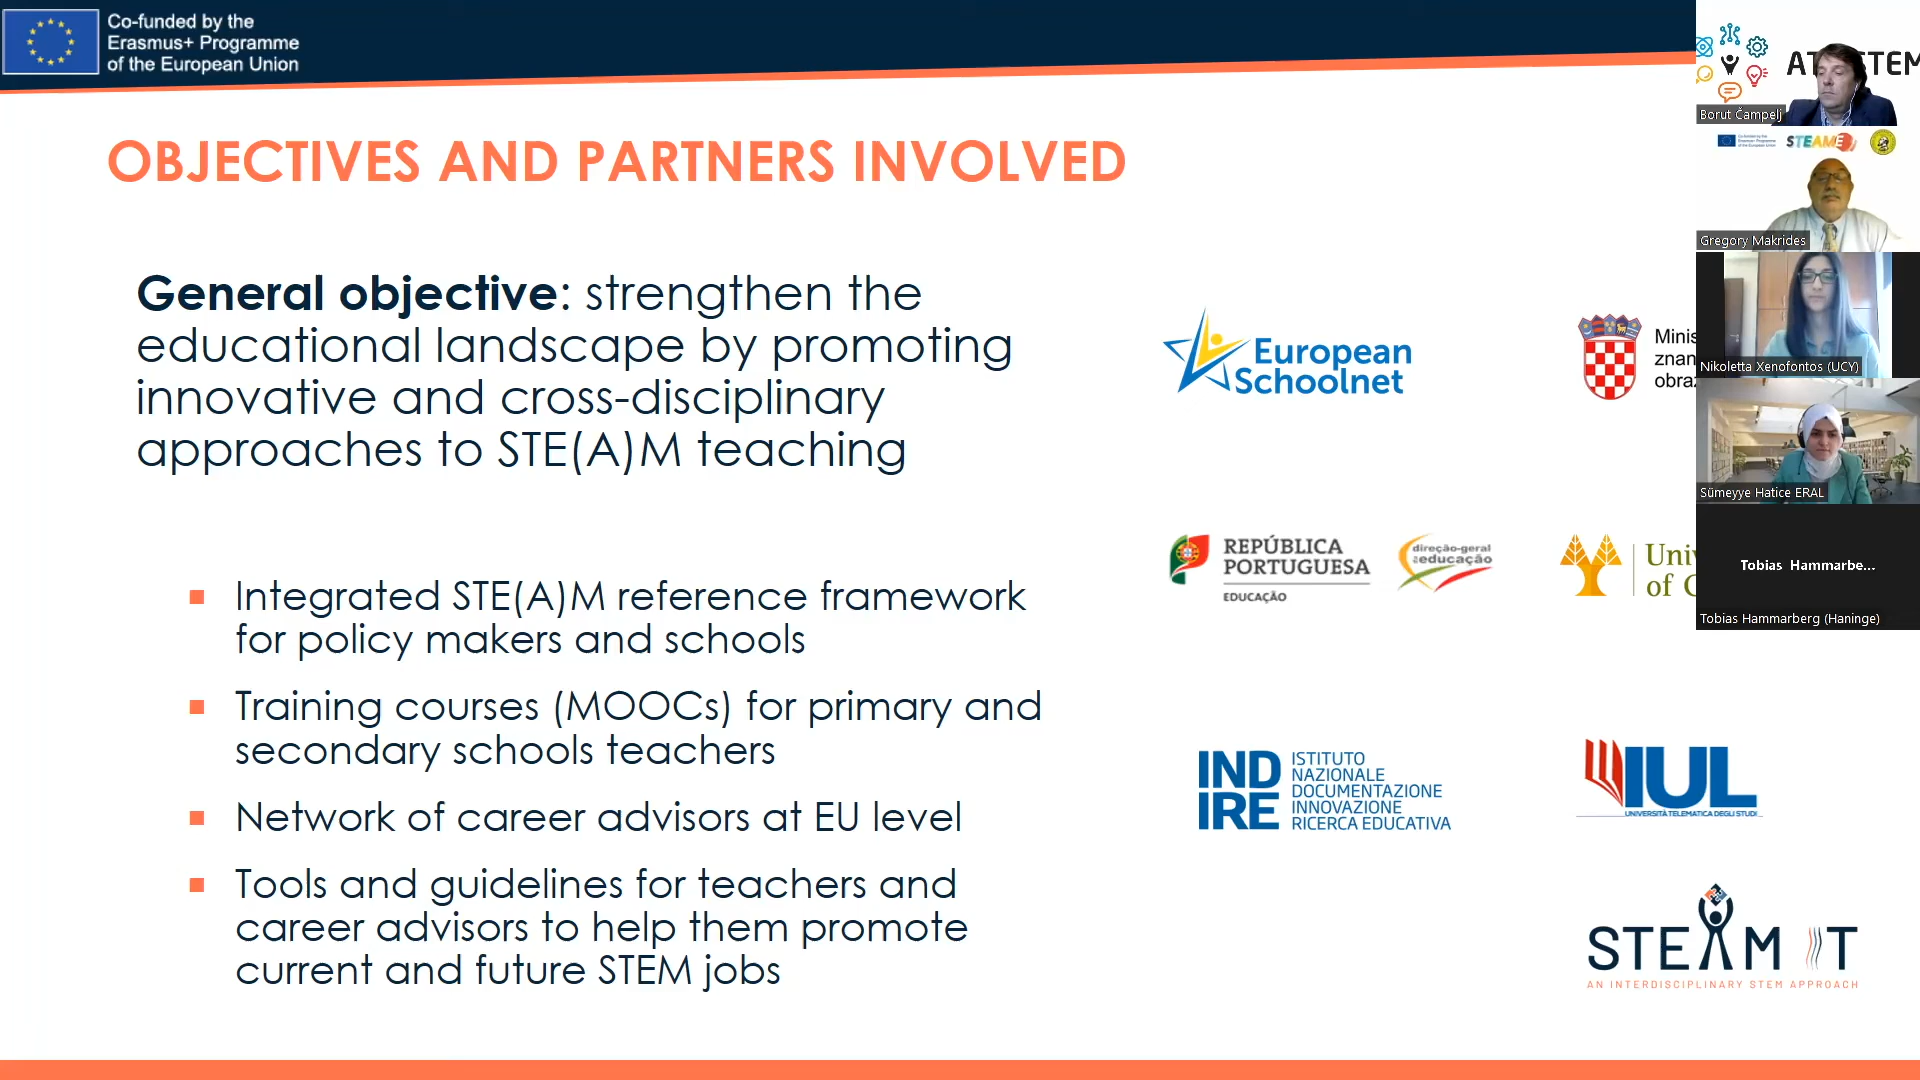 Co-funded by the
Erasmus+ Programme
of the European Union
OBJECTIVES AND PARTNERS INVOLVED
General objective: strengthen the
educational landscape by promoting
innovative and cross-disciplinary
approaches to STE(A)M teaching
Integrated STE(A)M reference framework
for policy makers and schools
Training courses (MOOCs) for primary and
secondary schools teachers
Network of career advisors at EU level
Tools and guidelines for teachers and
career advisors to help them promote
current and future STEM jobs
European
Schoolnet
Minis
znan
obraz
REPÚBLICA
PORTUGUESA
EDUCAÇÃO
direção-geral
da educação
Univ
of C
IND
IRE
ISTITUTO
NAZIONALE
DOCUMENTAZIONE
INNOVAZIONE
RICERCA EDUCATIVA
IUL
UNIVERSITÀ TELEMATICA DEGLI STUDI
STEAM IT
AN INTERDISCIPLINARY STEM APPROACH
Borut Čampelj
STEAME
Gregory Makrides
Nikoletta Xenofontos (UCY)
Sümeyye Hatice ERAL
Tobias Hammarbe...
Tobias Hammarberg (Haninge)